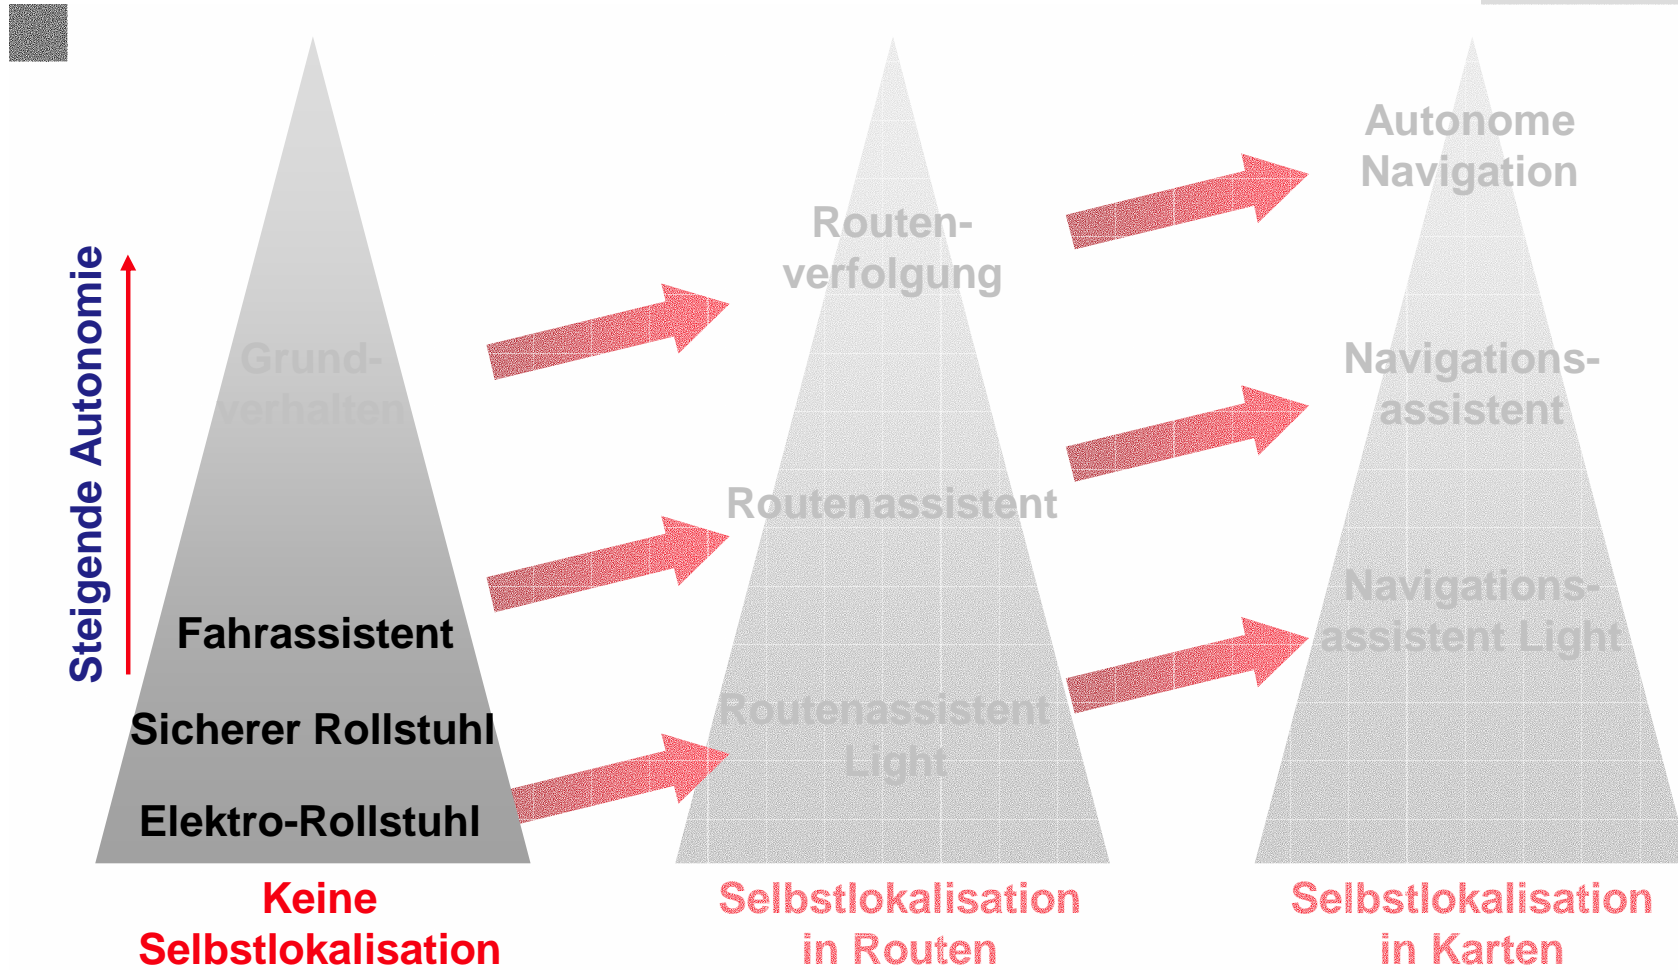 Steigende Autonomie
Grund-
verhalten
Fahrassistent
Sicherer Rollstuhl
Elektro-Rollstuhl
Keine
Selbstlokalisation
Routen-
verfolgung
Routenassistent
Routenassistent
Light
Selbstlokalisation
in Routen
Autonome
Navigation
Navigations-
assistent
Navigations-
assistent Light
Selbstlokalisation
in Karten